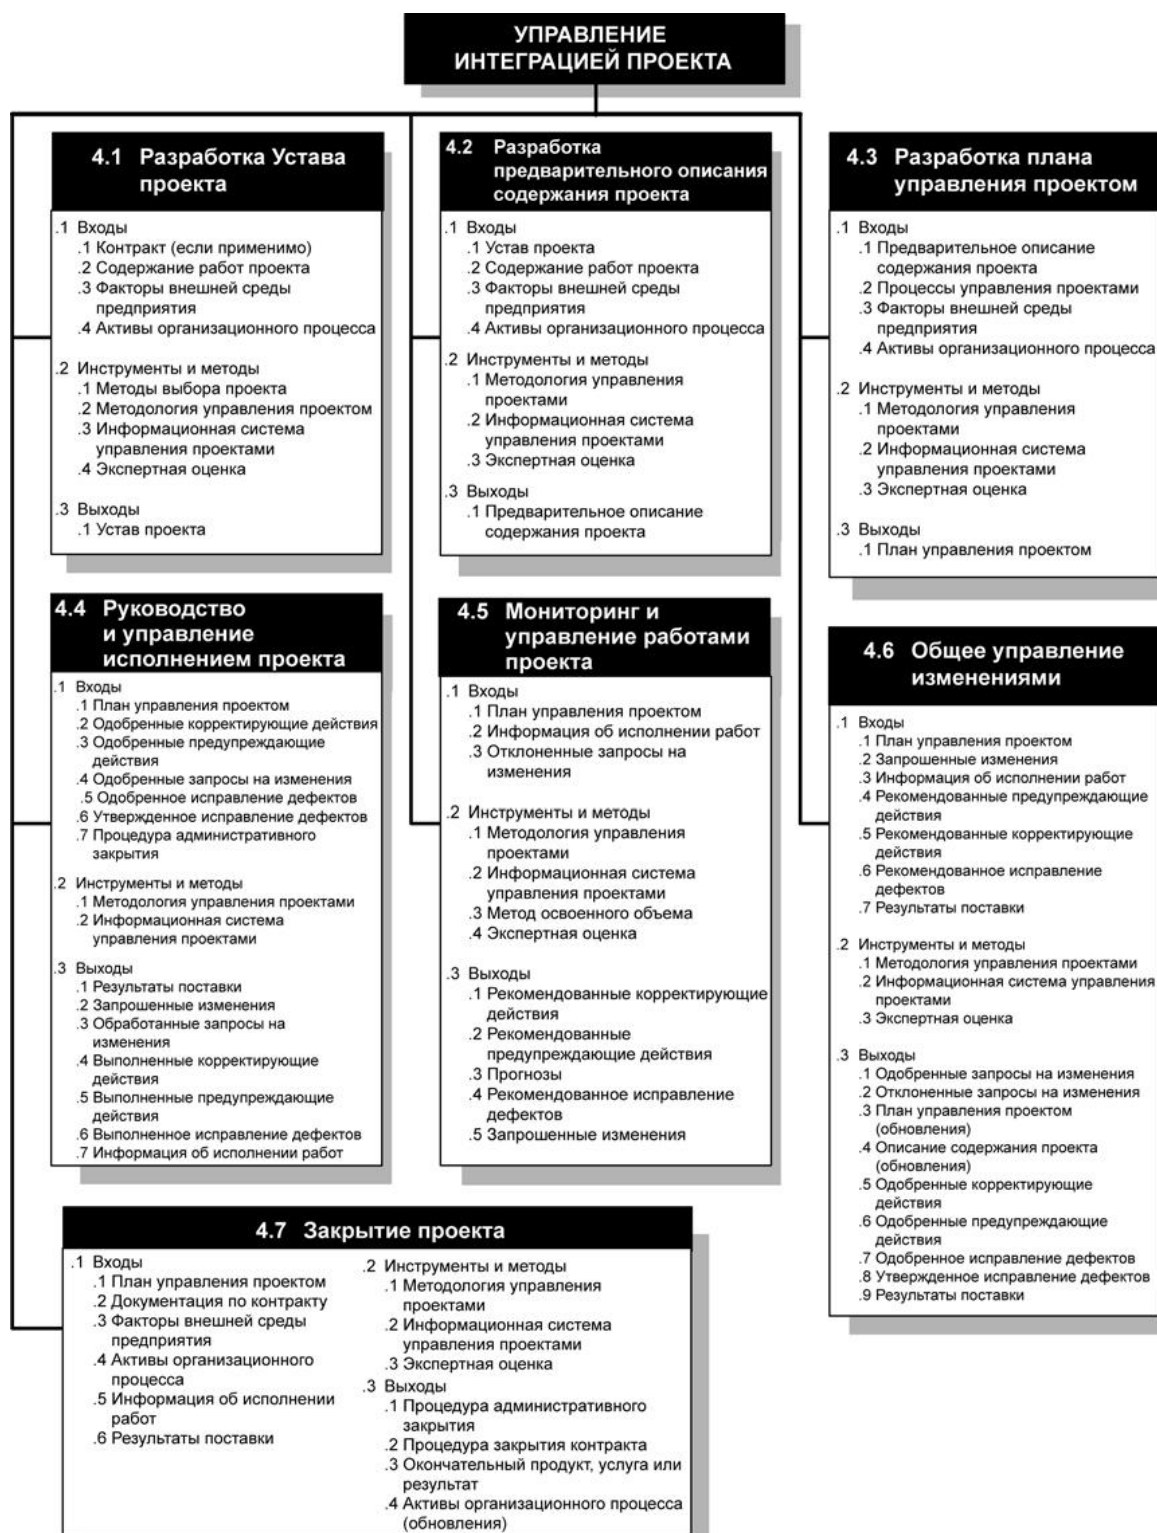 УПРАВЛЕНИЕ
ИНТЕГРАЦИЕЙ ПРОЕКТА
4.1 Разработка Устава
проекта
.1 Входы
.1 Контракт (если применимо)
.2 Содержание работ проекта
.3 Факторы внешней среды
предприятия
.4 Активы организационного процесса
.2 Инструменты и методы
.1 Методы выбора проекта
.2 Методология управления проектом
.3 Информационная система
управления проектами
.4 Экспертная оценка
.3 Выходы
.1 Устав проекта
4.2 Разработка
предварительного описания
содержания проекта
.1 Входы
.1 Устав проекта
.2 Содержание работ проекта
.3 Факторы внешней среды
предприятия
.4 Активы организационного процесса
.2 Инструменты и методы
.1 Методология управления
проектами
.2 Информационная система
управления проектами
.3 Экспертная оценка
.3 Выходы
.1 Предварительное описание
содержания проекта
4.3 Разработка плана
управления проектом
.1 Входы
.1 Предварительное описание
содержания проекта
.2 Процессы управления проектами
.3 Факторы внешней среды
предприятия
.4 Активы организационного процесса
.2 Инструменты и методы
.1 Методология управления
проектами
.2 Информационная система
управления проектами
.3 Экспертная оценка
.3 Выходы
.1 План управления проектом
4.4 Руководство
и управление
исполнением проекта
.1 Входы
.1 План управления проектом
.2 Одобренные корректирующие действия
.3 Одобренные предупреждающие
действия
.4 Одобренные запросы на изменения
.5 Одобренное исправление дефектов
.6 Утвержденное исправление дефектов
.7 Процедура административного
закрытия
.2 Инструменты и методы
.1 Методология управления проектами
.2 Информационная система
управления проектами
.3 Выходы
.1 Результаты поставки
.2 Запрошенные изменения
.3 Обработанные запросы на
изменения
.4 Выполненные корректирующие
действия
.5 Выполненные предупреждающие
действия
.6 Выполненное исправление дефектов
.7 Информация об исполнении работ
4.5 Мониторинг и
управление работами
проекта
.1 Входы
.1 План управления проектом
.2 Информация об исполнении работ
.3 Отклоненные запросы на
изменения
.2 Инструменты и методы
.1 Методология управления
проектами
.2 Информационная система
управления проектами
.3 Метод освоенного объема
.4 Экспертная оценка
.3 Выходы
.1 Рекомендованные корректирующие
действия
.2 Рекомендованные
предупреждающие действия
.3 Прогнозы
.4 Рекомендованное исправление
дефектов
.5 Запрошенные изменения
4.6 Общее управление
изменениями
.1 Входы
.1 План управления проектом
.2 Запрошенные изменения
.3 Информация об исполнении работ
.4 Рекомендованные предупреждающие
действия
.5 Рекомендованные корректирующие
действия
.6 Рекомендованное исправление
дефектов
.7 Результаты поставки
.2 Инструменты и методы
.1 Методология управления проектами
.2 Информационная система управления
проектами
.3 Экспертная оценка
.3 Выходы
.1 Одобренные запросы на изменения
.2 Отклоненные запросы на изменения
.3 План управления проектом
(обновления)
.4 Описание содержания проекта
(обновления)
.5 Одобренные корректирующие
действия
.6 Одобренные предупреждающие
действия
.7 Одобренное исправление дефектов
.8 Утвержденное исправление дефектов
.9 Результаты поставки
4.7 Закрытие проекта
.1 Входы
.1 План управления проектом
.2 Документация по контракту
.3 Факторы внешней среды
предприятия
.4 Активы организационного
процесса
.5 Информация об исполнении
работ
.6 Результаты поставки
.2 Инструменты и методы
.1 Методология управления
проектами
.2 Информационная система
управления проектами
.3 Экспертная оценка
.3 Выходы
.1 Процедура административного
закрытия
.2 Процедура закрытия контракта
.3 Окончательный продукт, услуга или
результат
.4 Активы организационного процесса
(обновления)